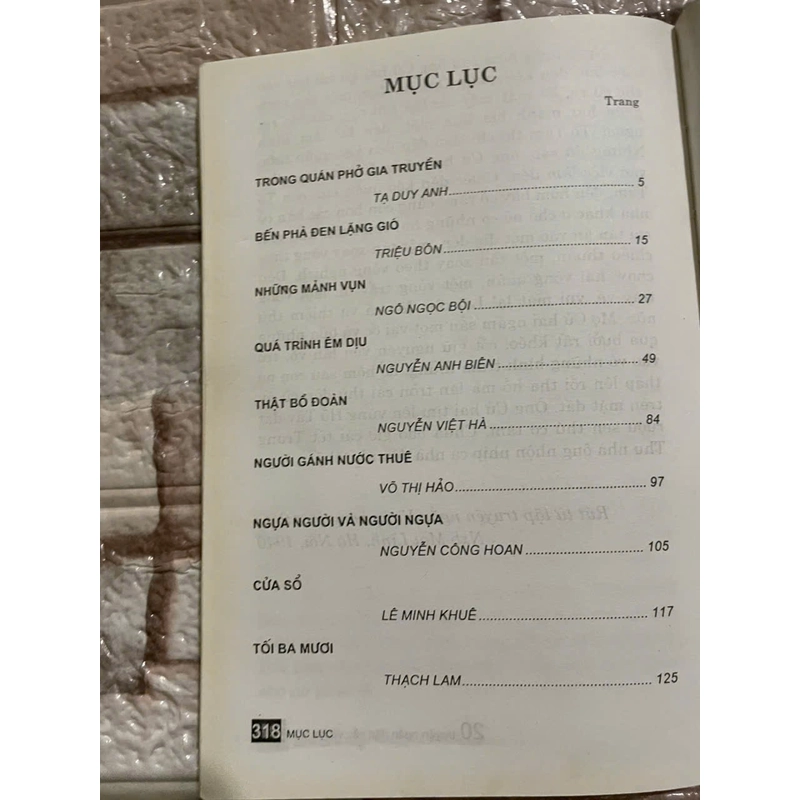 MỤC LỤC
Trang
TRONG QUÁN PHỞ GIA TRUYỀN
TẠ DUY ANH 5
BẾN PHÀ ĐEN LẶNG GIÓ
TRIỆU BÔN 15
NHỮNG MẢNH VỤN
NGÔ NGỌC BỘI 27
QUÁ TRÌNH ÊM DỊU
NGUYỄN ANH BIÊN 49
THẬT BỒ ĐOÀN
NGUYỄN VIỆT HÀ 84
NGƯỜI GÁNH NƯỚC THUÊ
VÕ THỊ HẢO 97
NGỰA NGƯỜI VÀ NGƯỜI NGỰA
NGUYỄN CÔNG HOAN 105
CỬA SỔ
LÊ MINH KHUÊ 117
TỐI BA MƯƠI
THẠCH LAM 125
318 MỤC LỤC